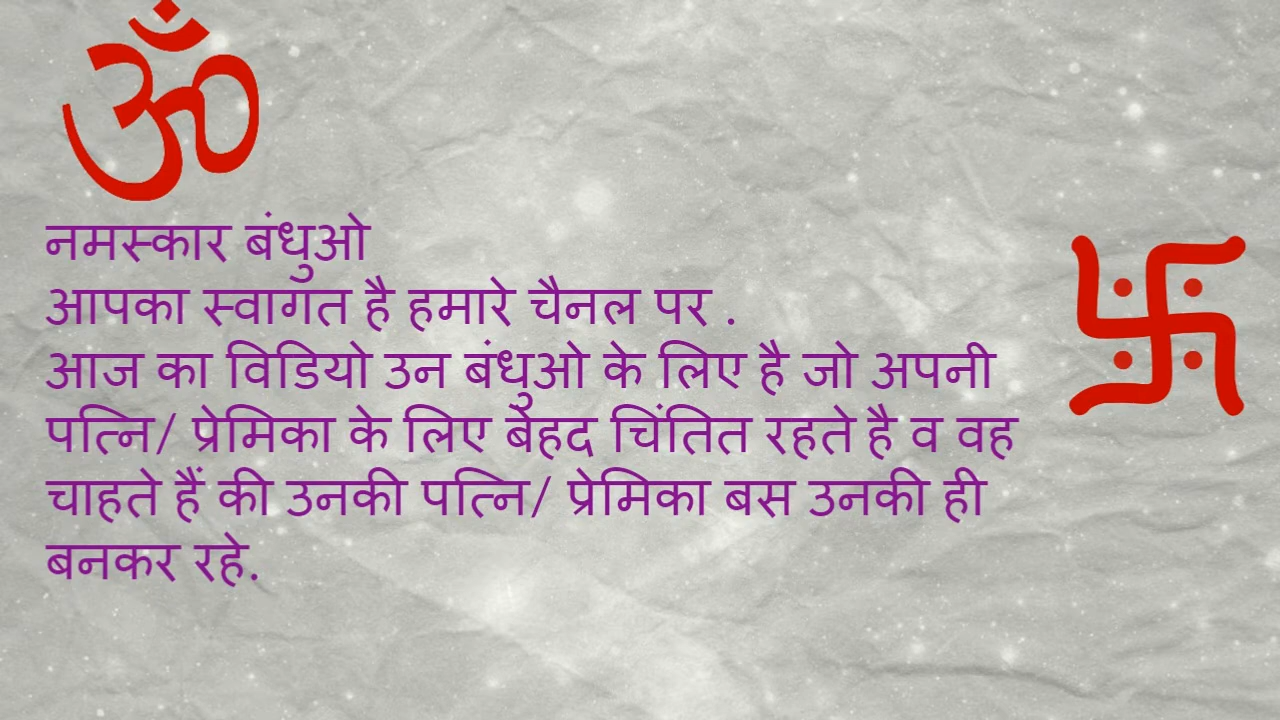 ॐ
नमस्कार बंधुओ
आपका स्वागत है हमारे चैनल पर .
आज का विडियो उन बंधुओ के लिए है जो अपनी
पत्नि/ प्रेमिका के लिए बेहद चिंतित रहते है व वह
चाहते हैं की उनकी पत्नि/ प्रेमिका बस उनकी ही
बनकर रहे.